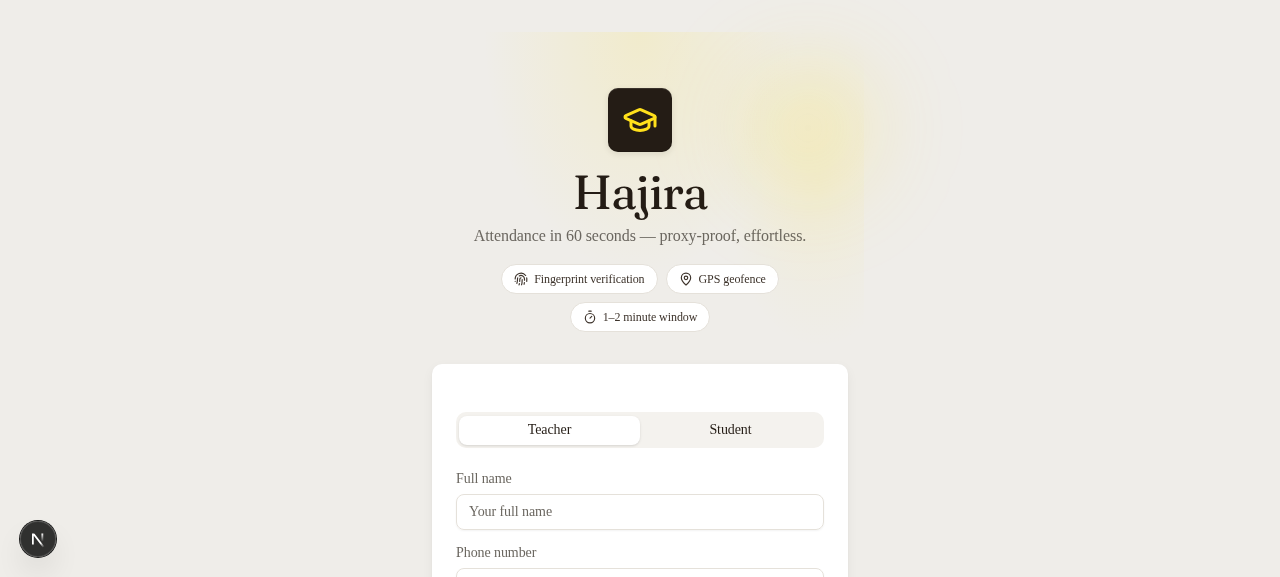 Hajira
Attendance in 60 seconds — proxy-proof, effortless.
Fingerprint verification
GPS geofence
1–2 minute window
Teacher
Student
Full name
Your full name
Phone number